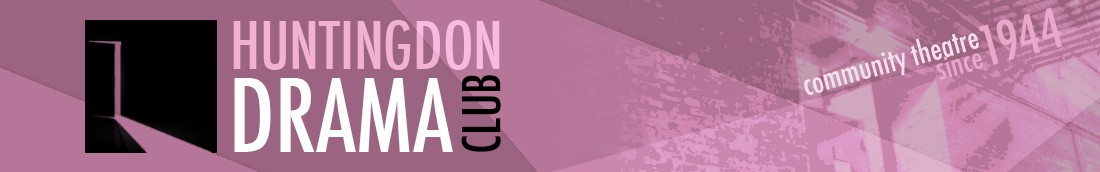 HUNTINGDON
DRAMA
CLUB
community theatre
since 1944